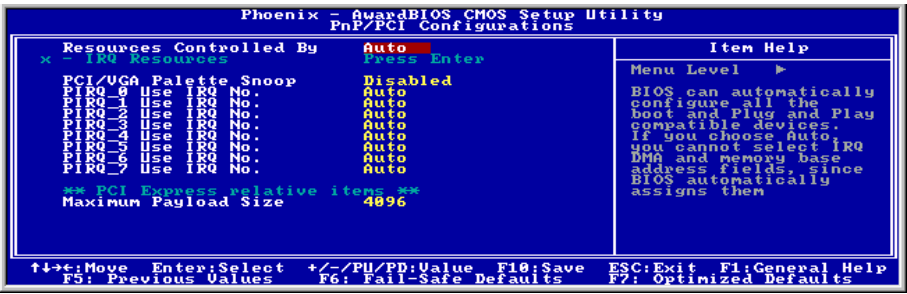 Phoenix - AwardBIOS CMOS Setup Utility
PnP/PCI Configurations
Resources Controlled By Auto
x - IRQ Resources Press Enter
PCI/VGA Palette Snoop Disabled
PIRQ_0 Use IRQ No. Auto
PIRQ_1 Use IRQ No. Auto
PIRQ_2 Use IRQ No. Auto
PIRQ_3 Use IRQ No. Auto
PIRQ_4 Use IRQ No. Auto
PIRQ_5 Use IRQ No. Auto
PIRQ_6 Use IRQ No. Auto
PIRQ_7 Use IRQ No. Auto
** PCI Express relative items **
Maximum Payload Size 4096
Item Help
Menu Level ►
BIOS can automatically
configure all the
boot and Plug and Play
compatible devices.
If you choose Auto,
you cannot select IRQ
DMA and memory base
address fields, since
BIOS automatically
assigns them
↑↓→←:Move Enter:Select +/-/PU/PD:Value F10:Save ESC:Exit F1:General Help
F5: Previous Values F6: Fail-Safe Defaults F7: Optimized Defaults